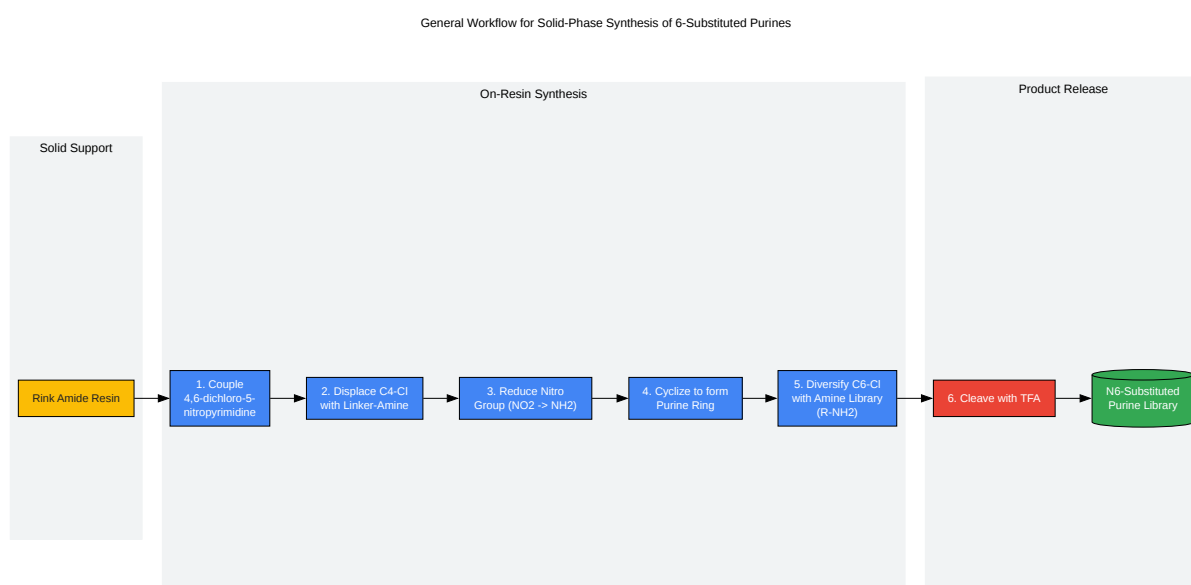 General Workflow for Solid-Phase Synthesis of 6-Substituted Purines
Solid Support
Rink Amide Resin
On-Resin Synthesis
1. Couple
4,6-dichloro-5-
nitropyrimidine
2. Displace C4-Cl
with Linker-Amine
3. Reduce Nitro
Group (NO2 -> NH2)
4. Cyclize to form
Purine Ring
5. Diversify C6-Cl
with Amine Library
(R-NH2)
Product Release
6. Cleave with TFA
N6-Substituted
Purine Library